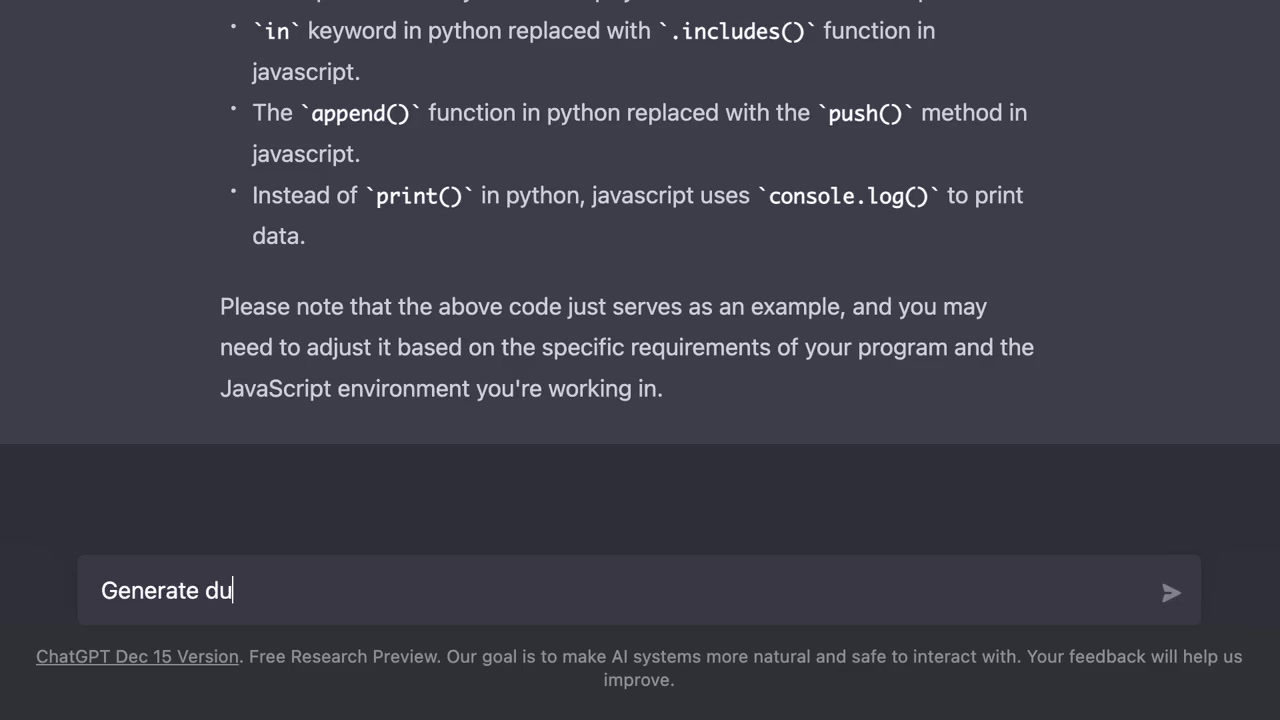 · `in` keyword in python replaced with `.includes()` function in
javascript.
· The `append()` function in python replaced with the `push()` method in
javascript.
· Instead of `print()` in python, javascript uses `console.log()` to print
data.
Please note that the above code just serves as an example, and you may
need to adjust it based on the specific requirements of your program and the
JavaScript environment you're working in.
Generate du
ChatGPT Dec 15 Version. Free Research Preview. Our goal is to make AI systems more natural and safe to interact with. Your feedback will help us
improve.